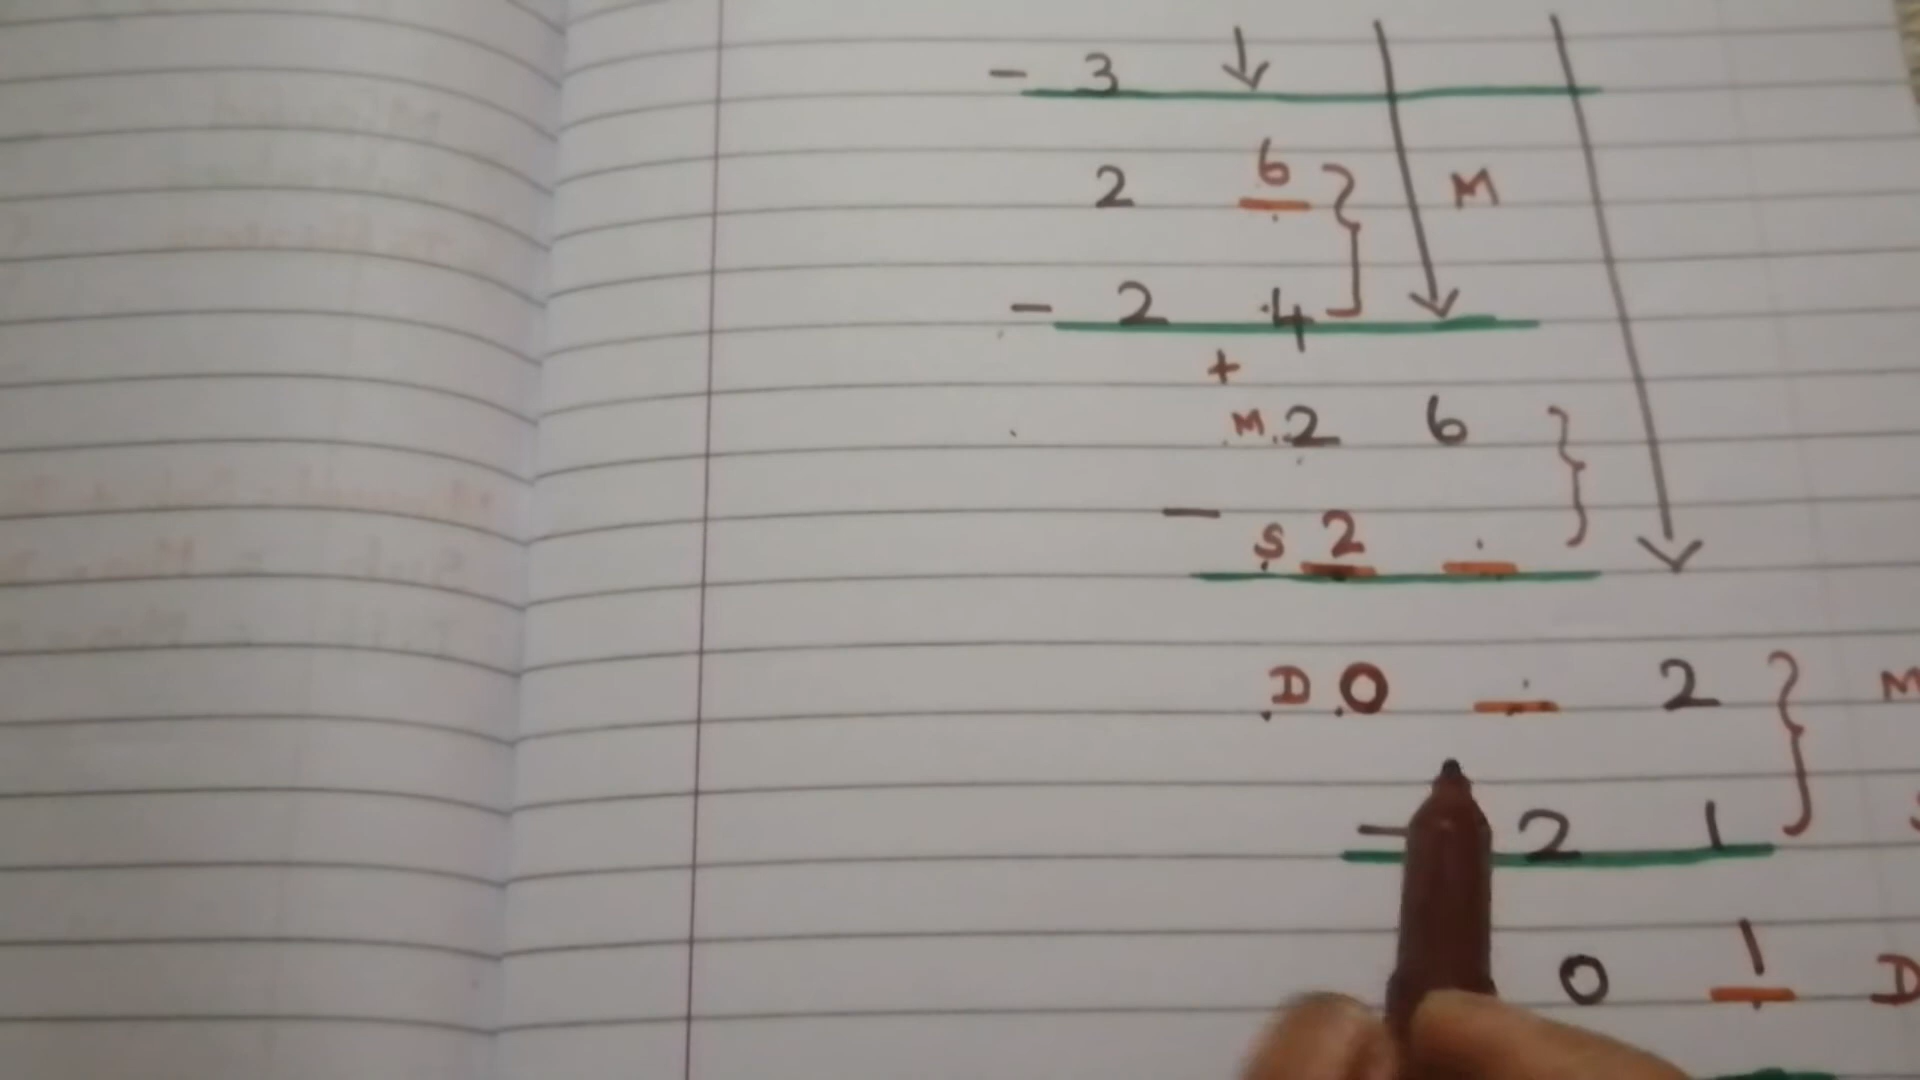 - 3 ↓
2 6 } M
- 2 4
+
M 2 6 }
- S 2 _
D 0 _ 2 } M
- 2 1
0 1 D